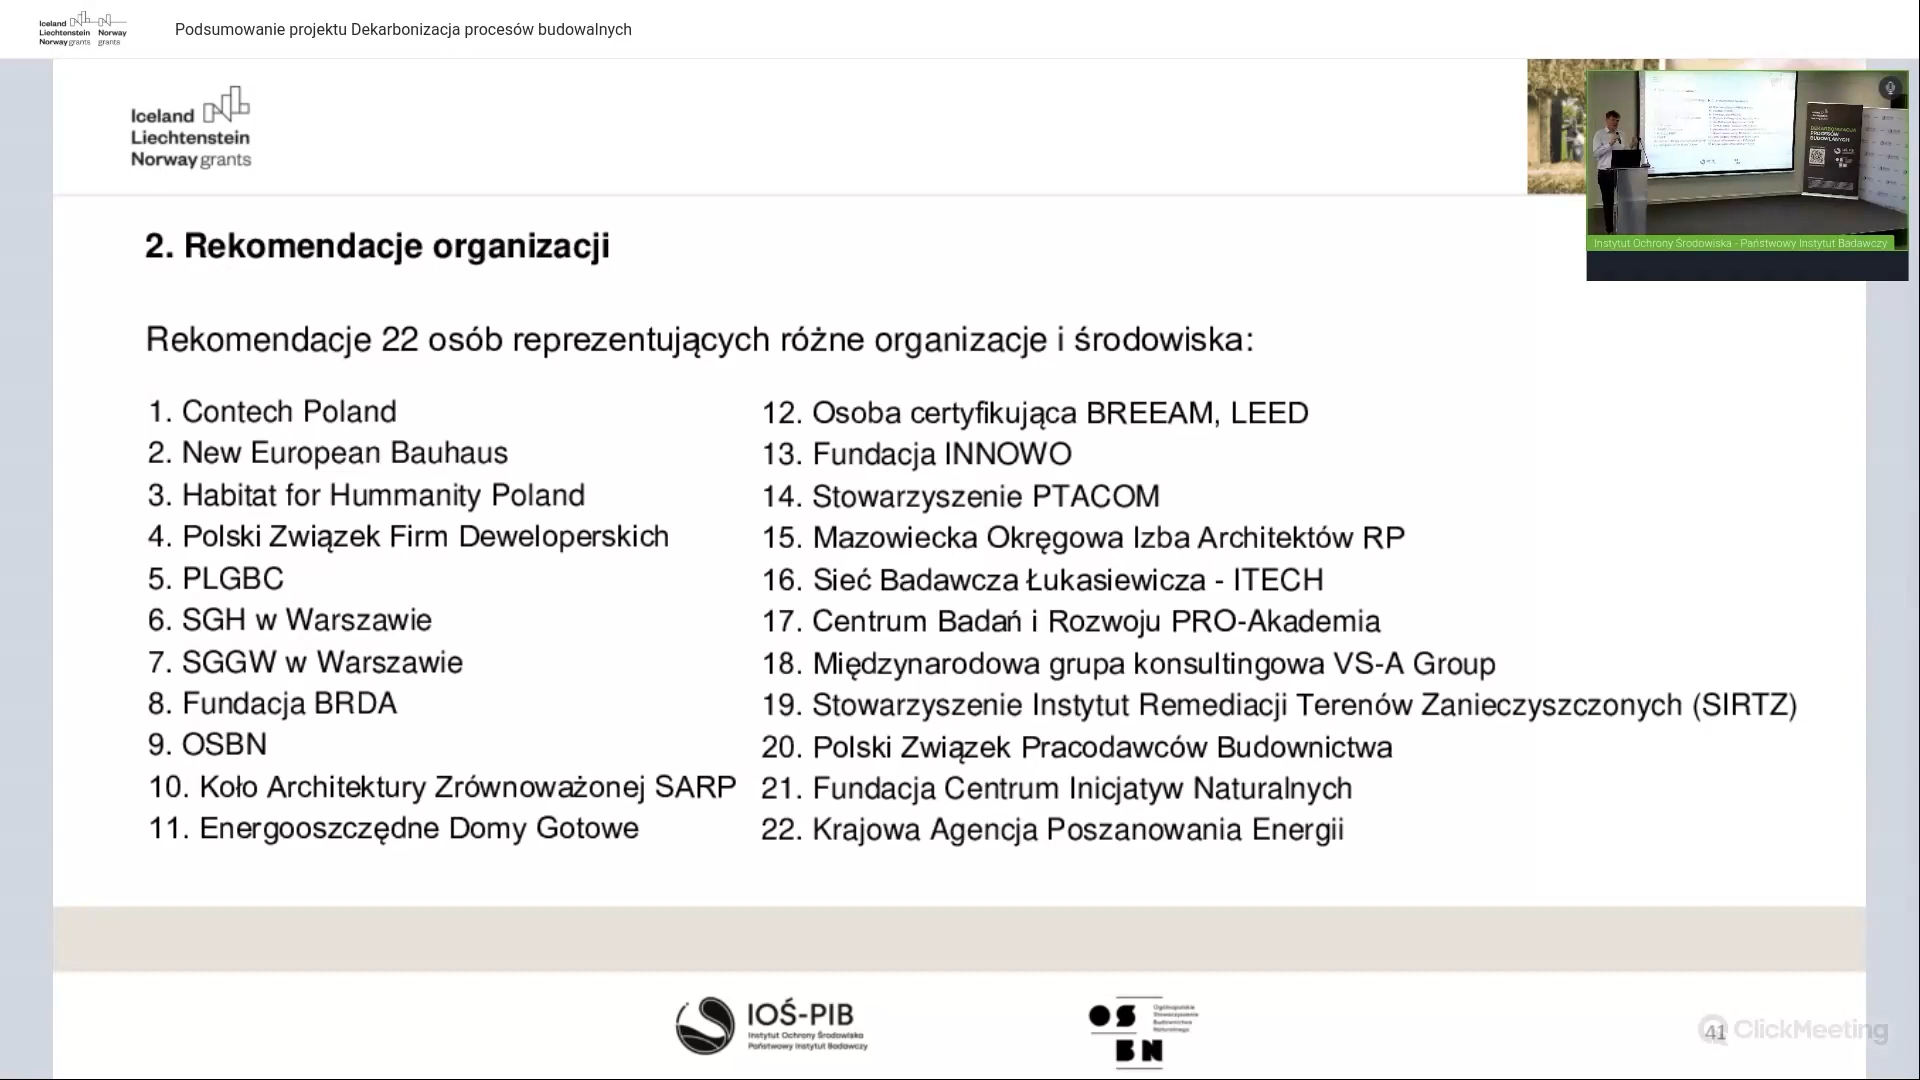 Iceland
Liechtenstein Norway
Norway grants grants
Podsumowanie projektu Dekarbonizacja procesów budowalnych
Iceland
Liechtenstein
Norway grants
DEKARBONIZACJA
PROCESÓW
BUDOWLANYCH
Instytut Ochrony Środowiska - Państwowy Instytut Badawczy
2. Rekomendacje organizacji
Rekomendacje 22 osób reprezentujących różne organizacje i środowiska:
1. Contech Poland
2. New European Bauhaus
3. Habitat for Hummanity Poland
4. Polski Związek Firm Deweloperskich
5. PLGBC
6. SGH w Warszawie
7. SGGW w Warszawie
8. Fundacja BRDA
9. OSBN
10. Koło Architektury Zrównoważonej SARP
11. Energooszczędne Domy Gotowe
12. Osoba certyfikująca BREEAM, LEED
13. Fundacja INNOWO
14. Stowarzyszenie PTACOM
15. Mazowiecka Okręgowa Izba Architektów RP
16. Sieć Badawcza Łukasiewicza - ITECH
17. Centrum Badań i Rozwoju PRO-Akademia
18. Międzynarodowa grupa konsultingowa VS-A Group
19. Stowarzyszenie Instytut Remediacji Terenów Zanieczyszczonych (SIRTZ)
20. Polski Związek Pracodawców Budownictwa
21. Fundacja Centrum Inicjatyw Naturalnych
22. Krajowa Agencja Poszanowania Energii
IOŚ-PIB
Instytut Ochrony Środowiska
Państwowy Instytut Badawczy
OS
BN
Ogólnopolskie
Stowarzyszenie
Budownictwa
Naturalnego
41
ClickMeeting